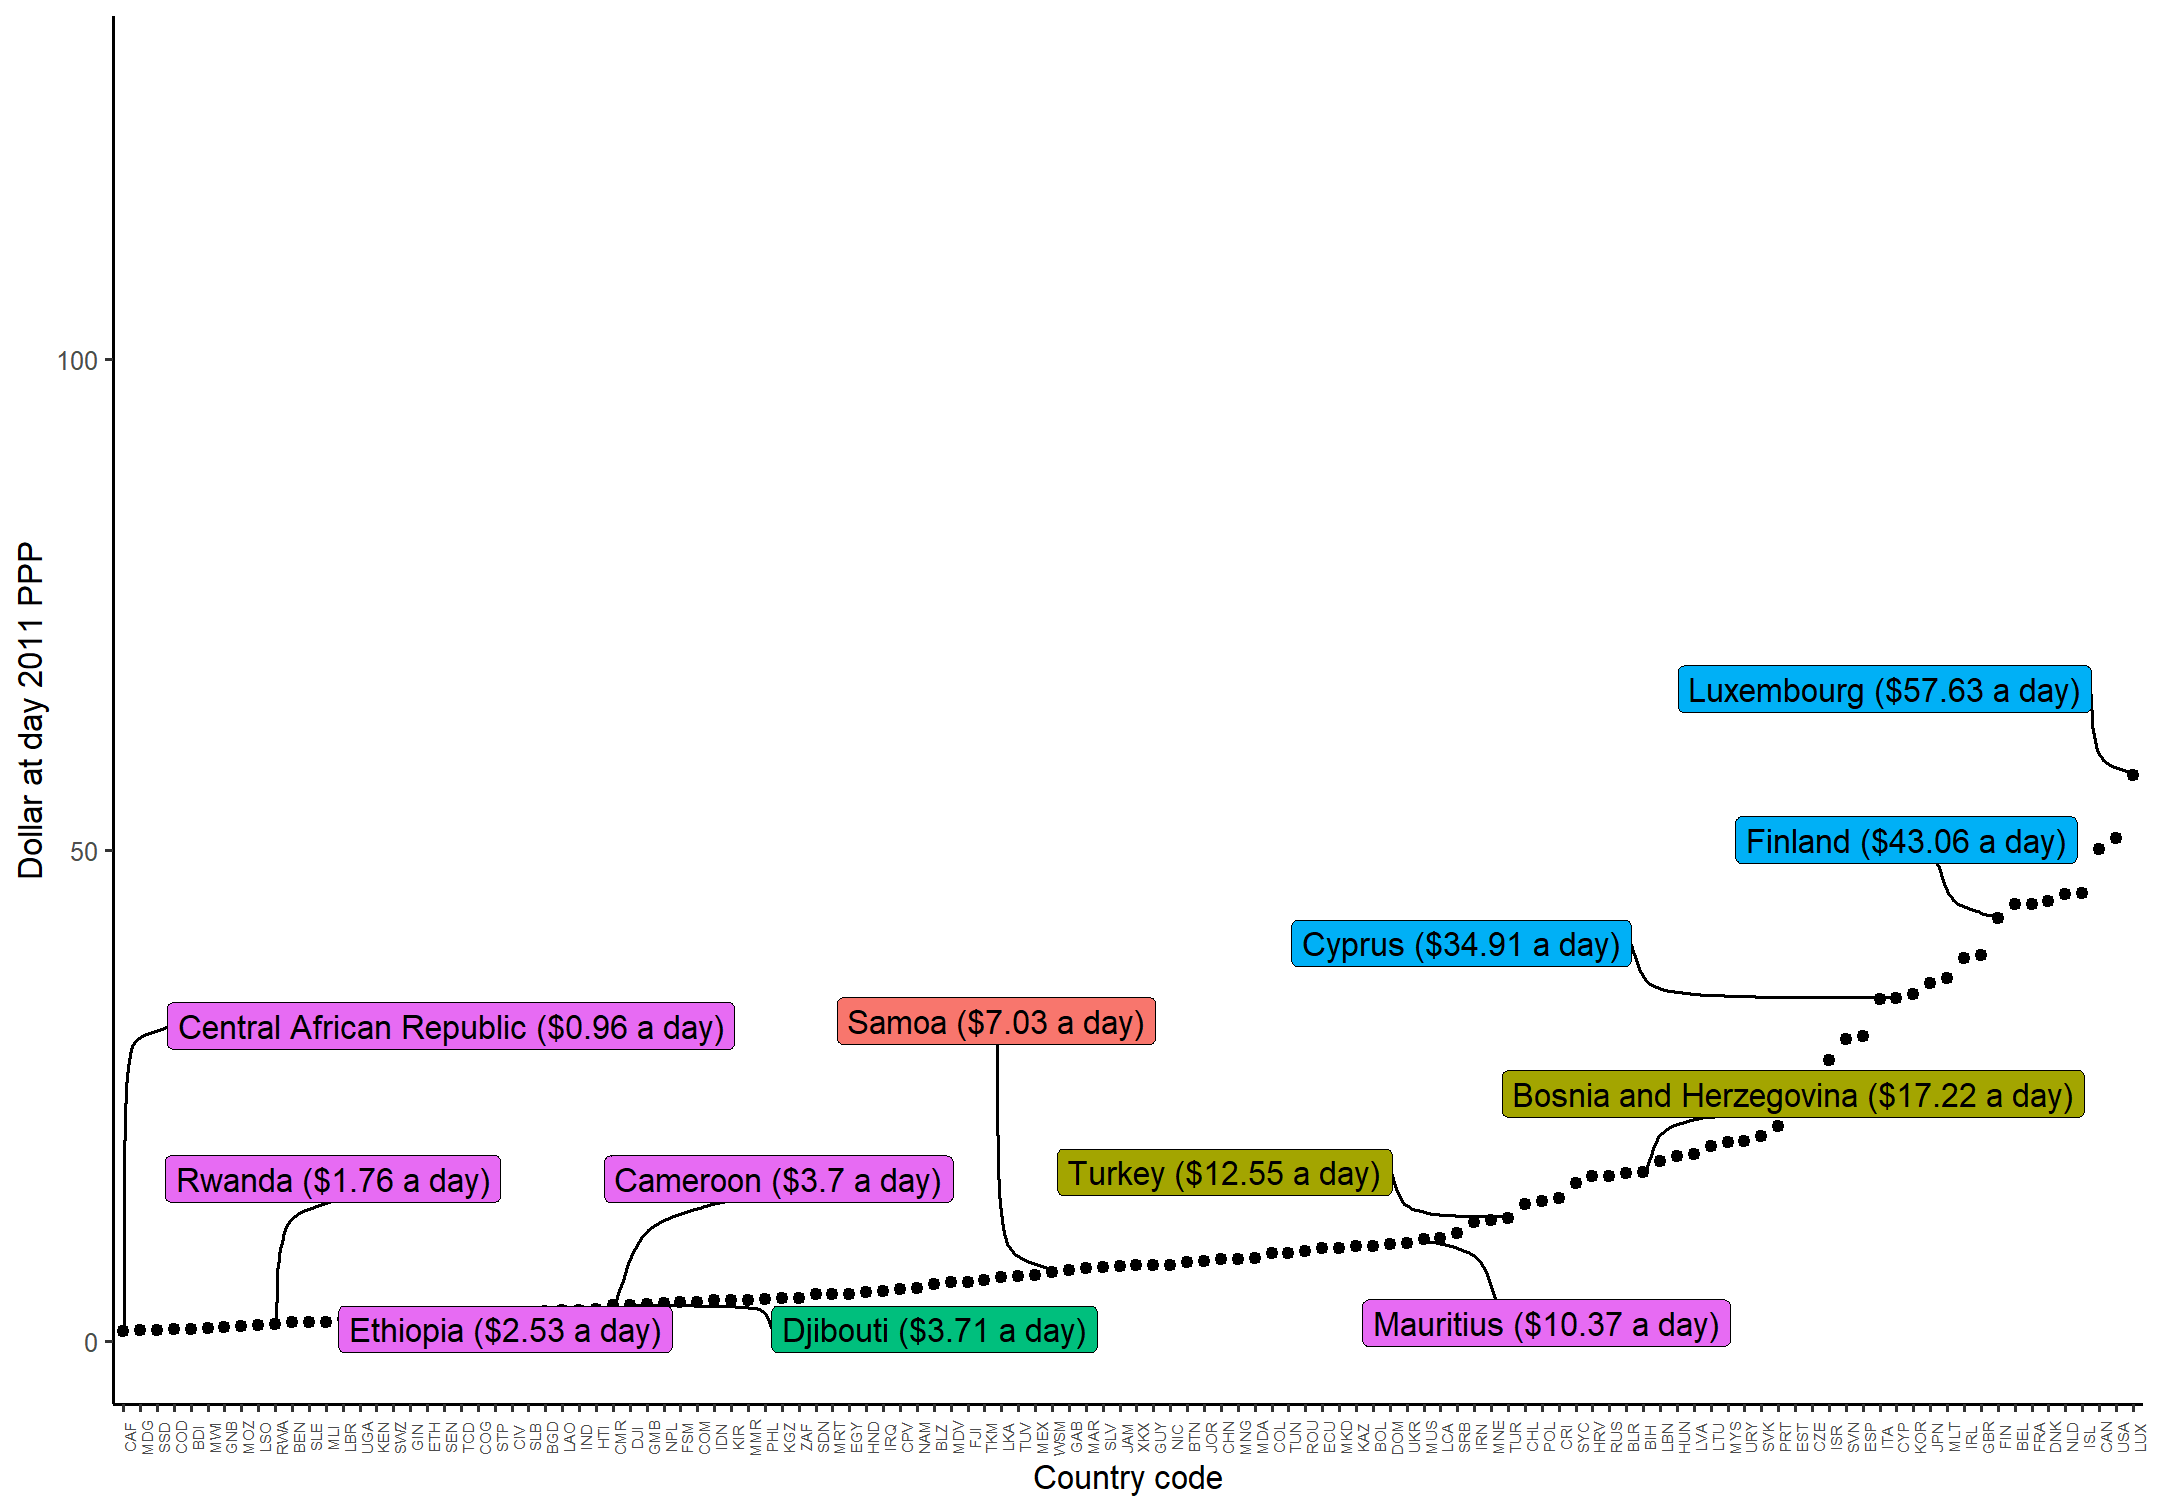 Dollar at day 2011 PPP
100
50
0
Luxembourg ($57.63 a day)
Finland ($43.06 a day)
Cyprus ($34.91 a day)
Central African Republic ($0.96 a day)
Samoa ($7.03 a day)
Bosnia and Herzegovina ($17.22 a day)
Rwanda ($1.76 a day)
Cameroon ($3.7 a day)
Turkey ($12.55 a day)
Ethiopia ($2.53 a day)
Djibouti ($3.71 a day)
Mauritius ($10.37 a day)
CAF
MDG
SSD
COD
BDI
MWI
GNB
MOZ
LSO
RWA
BEN
SLE
MLI
LBR
UGA
KEN
SWZ
GIN
ETH
SEN
TCD
COG
STP
CIV
SLB
BGD
LAO
IND
HTI
CMR
DJI
GMB
NPL
FSM
COM
IDN
KIR
MMR
PHL
KGZ
ZAF
SDN
MRT
EGY
HND
IRQ
CPV
NAM
BLZ
MDV
FJI
TKM
LKA
TUV
MEX
WSM
GAB
MAR
SLV
JAM
XKX
GUY
NIC
BTN
JOR
CHN
MNG
MDA
COL
TUN
ROU
ECU
MKD
KAZ
BOL
DOM
UKR
MUS
LCA
SRB
IRN
MNE
TUR
CHL
POL
CRI
SYC
HRV
RUS
BLR
BIH
LBN
HUN
LVA
LTU
MYS
URY
SVK
PRT
EST
CZE
ISR
SVN
ESP
ITA
CYP
KOR
JPN
MLT
IRL
GBR
FIN
BEL
FRA
DNK
NLD
ISL
CAN
USA
LUX
Country code